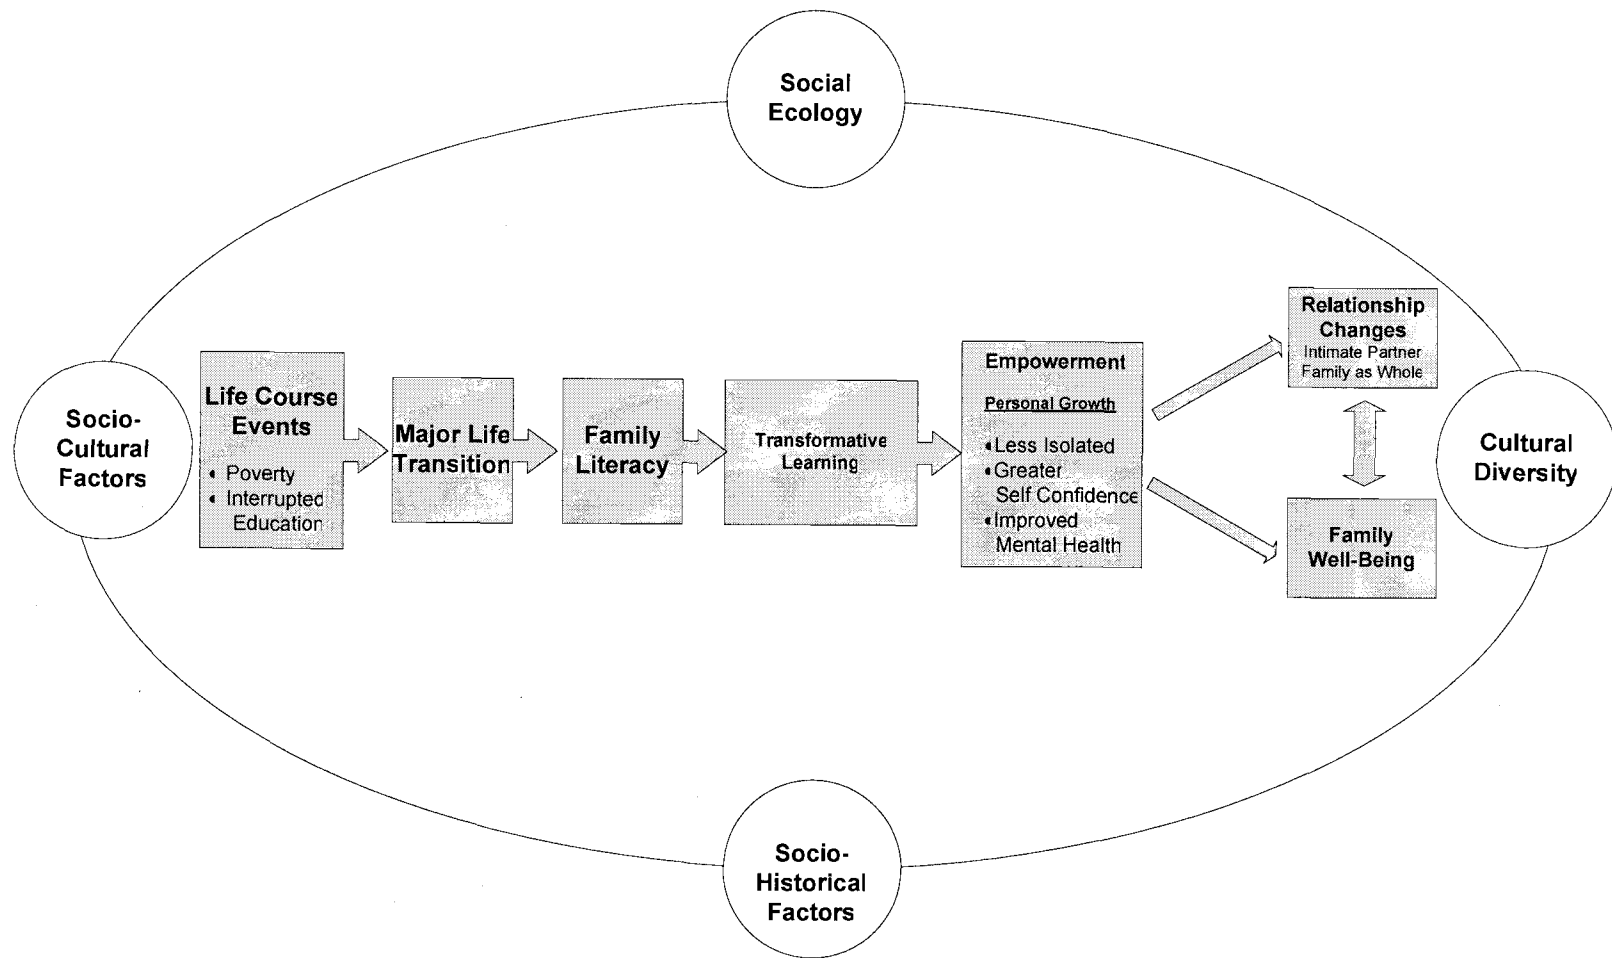 Social
Ecology
Socio-
Cultural
Factors
Life Course
Events
• Poverty
• Interrupted
Education
Major Life
Transition
Family
Literacy
Transformative
Learning
Empowerment
Personal Growth
•Less Isolated
•Greater
Self Confidence
•Improved
Mental Health
Relationship
Changes
Intimate Partner
Family as Whole
Family
Well-Being
Cultural
Diversity
Socio-
Historical
Factors